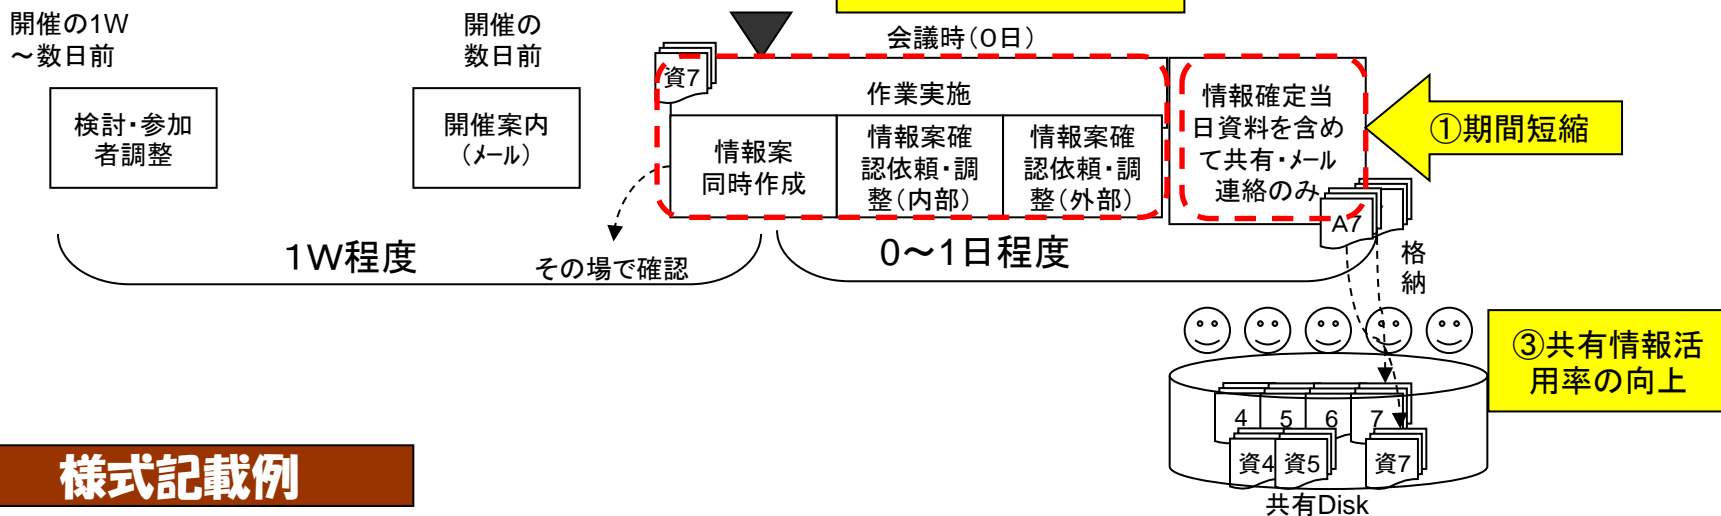 開催の1W
～数日前
開催の
数日前
会議時(0日)
資7
作業実施
検討・参加
者調整
開催案内
(メール)
情報案
同時作成
情報案確
認依頼・調
整(内部)
情報案確
認依頼・調
整(外部)
情報確定当
日資料を含め
て共有・メール
連絡のみ
①期間短縮
A7
1W程度
その場で確認
0～1日程度
格
納
③共有情報活
用率の向上
4
5
6
7
資4
資5
資7
共有Disk
様式記載例